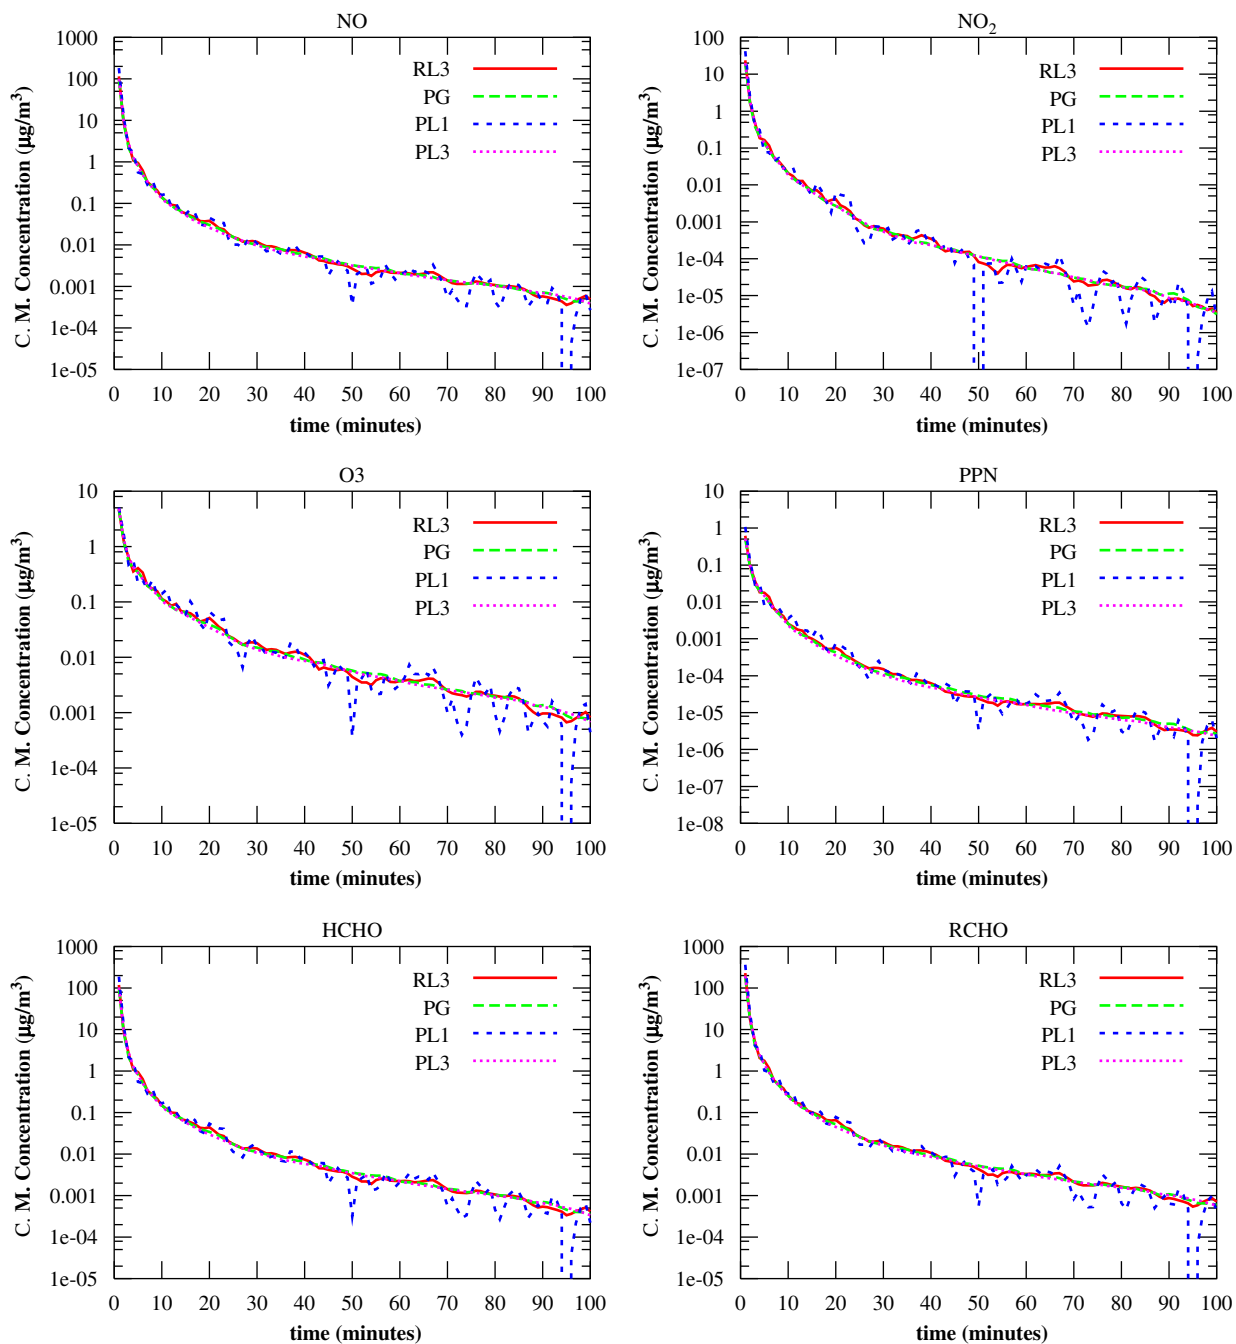 NO
C. M. Concentration (μg/m³)
1000
100
10
1
0.1
0.01
0.001
1e-04
1e-05
RL3
PG
PL1
PL3
0 10 20 30 40 50 60 70 80 90 100
time (minutes)
NO₂
C. M. Concentration (μg/m³)
100
10
1
0.1
0.01
0.001
1e-04
1e-05
1e-06
1e-07
RL3
PG
PL1
PL3
0 10 20 30 40 50 60 70 80 90 100
time (minutes)
O3
C. M. Concentration (μg/m³)
10
1
0.1
0.01
0.001
1e-04
1e-05
RL3
PG
PL1
PL3
0 10 20 30 40 50 60 70 80 90 100
time (minutes)
PPN
C. M. Concentration (μg/m³)
10
1
0.1
0.01
0.001
1e-04
1e-05
1e-06
1e-07
1e-08
RL3
PG
PL1
PL3
0 10 20 30 40 50 60 70 80 90 100
time (minutes)
HCHO
C. M. Concentration (μg/m³)
1000
100
10
1
0.1
0.01
0.001
1e-04
1e-05
RL3
PG
PL1
PL3
0 10 20 30 40 50 60 70 80 90 100
time (minutes)
RCHO
C. M. Concentration (μg/m³)
1000
100
10
1
0.1
0.01
0.001
1e-04
1e-05
RL3
PG
PL1
PL3
0 10 20 30 40 50 60 70 80 90 100
time (minutes)